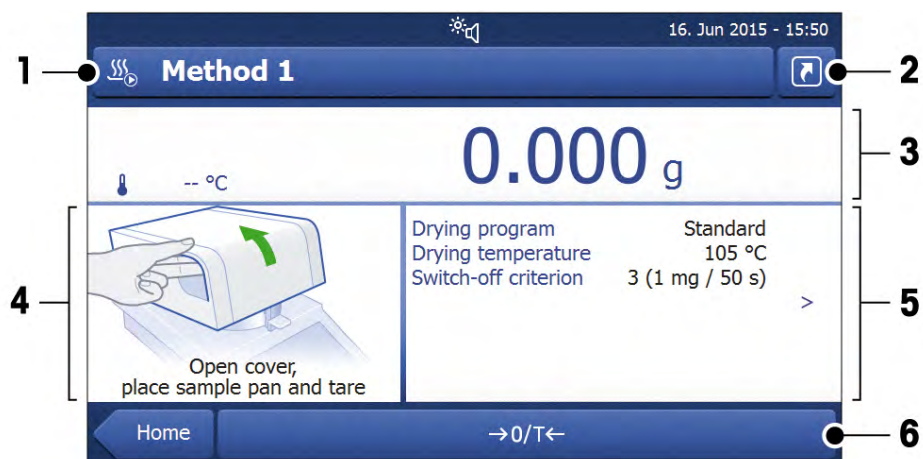 16. Jun 2015 - 15:50
1
Method 1
2
0.000 g
3
-- °C
4
Open cover,
place sample pan and tare
Drying program Standard
Drying temperature 105 °C
Switch-off criterion 3 (1 mg / 50 s)
>
5
Home
→0/T←
6